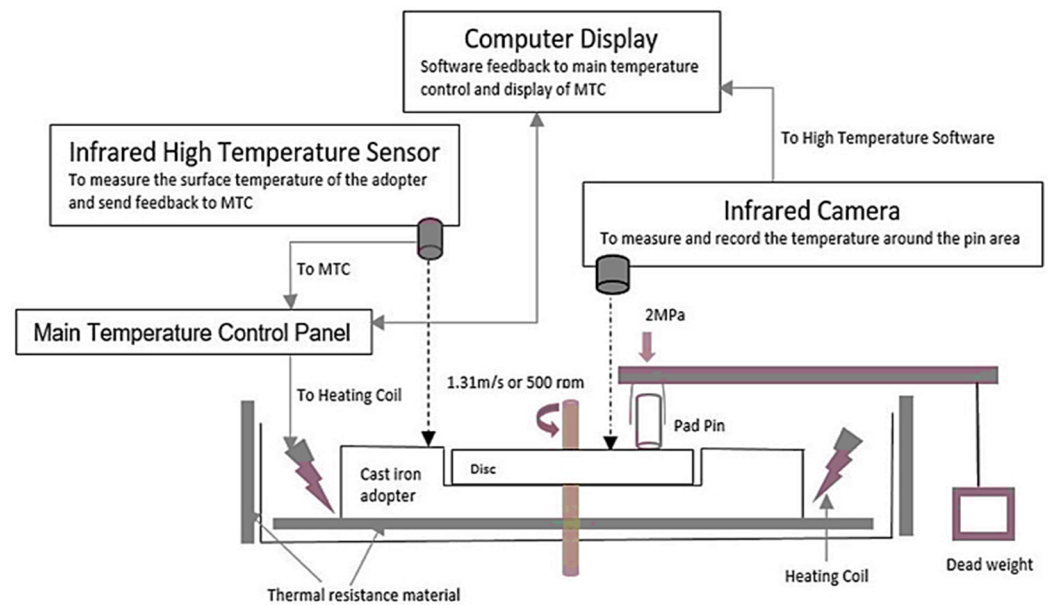 Computer Display
Software feedback to main temperature
control and display of MTC
Infrared High Temperature Sensor
To measure the surface temperature of the adopter
and send feedback to MTC
To High Temperature Software
Infrared Camera
To measure and record the temperature around the pin area
To MTC
Main Temperature Control Panel
2MPa
1.31m/s or 500 rpm
To Heating Coil
Pad Pin
Cast iron
adopter
Disc
Dead weight
Heating Coil
Thermal resistance material